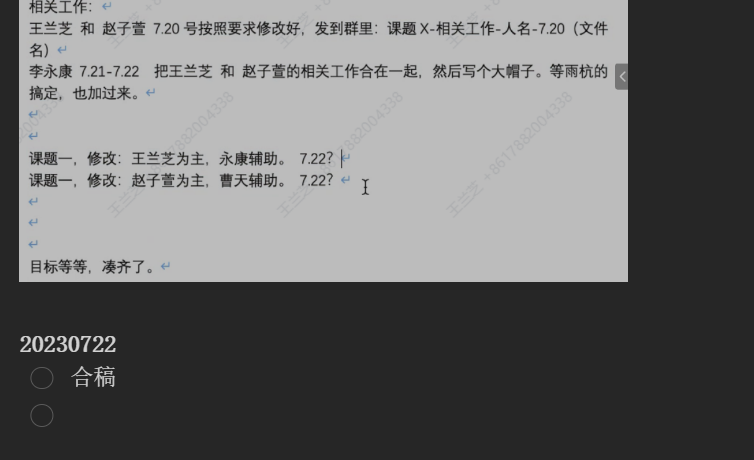 相关工作：
王兰芝 和 赵子萱 7.20 号按照要求修改好，发到群里：课题 X-相关工作-人名-7.20（文件
名）
李永康 7.21-7.22 把王兰芝 和 赵子萱的相关工作合在一起，然后写个大帽子。等雨杭的
搞定，也加过来。
课题一，修改：王兰芝为主，永康辅助。 7.22？
课题一，修改：赵子萱为主，曹天辅助。 7.22？
目标等等，凑齐了。
20230722
合稿